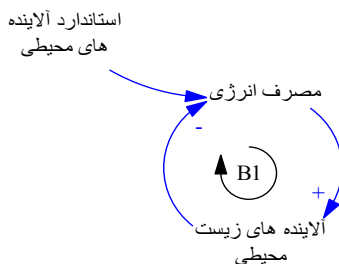 استاندارد آلاینده
های محیطی
مصرف انرژی
-
B1
+
آلاینده های زیست
محیطی